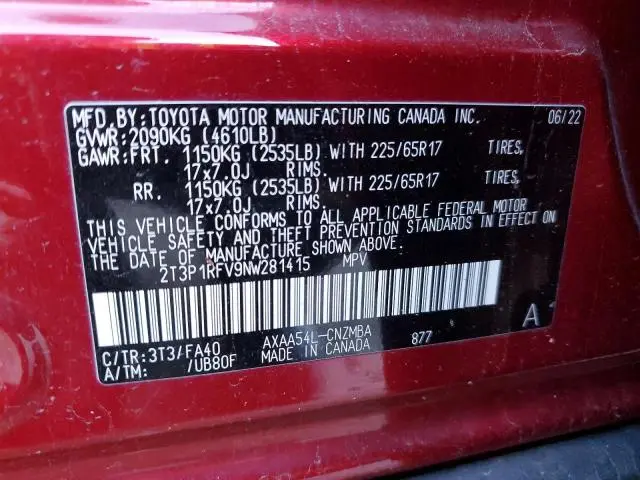 MFD.BY:TOYOTA MOTOR MANUFACTURING CANADA INC. 06/22
GVWR:2090KG (4610LB)
GAWR:FRT. 1150KG (2535LB) WITH 225/65R17 TIRES,
17x7.0J RIMS.
RR. 1150KG (2535LB) WITH 225/65R17 TIRES,
17x7.0J RIMS.
THIS VEHICLE CONFORMS TO ALL APPLICABLE FEDERAL MOTOR
VEHICLE SAFETY AND THEFT PREVENTION STANDARDS IN EFFECT ON
THE DATE OF MANUFACTURE SHOWN ABOVE.
2T3P1RFV9NW281415 MPV
C/TR:3T3/FA40 AXAA54L-CNZMBA 877 A
A/TM: /UB80F MADE IN CANADA